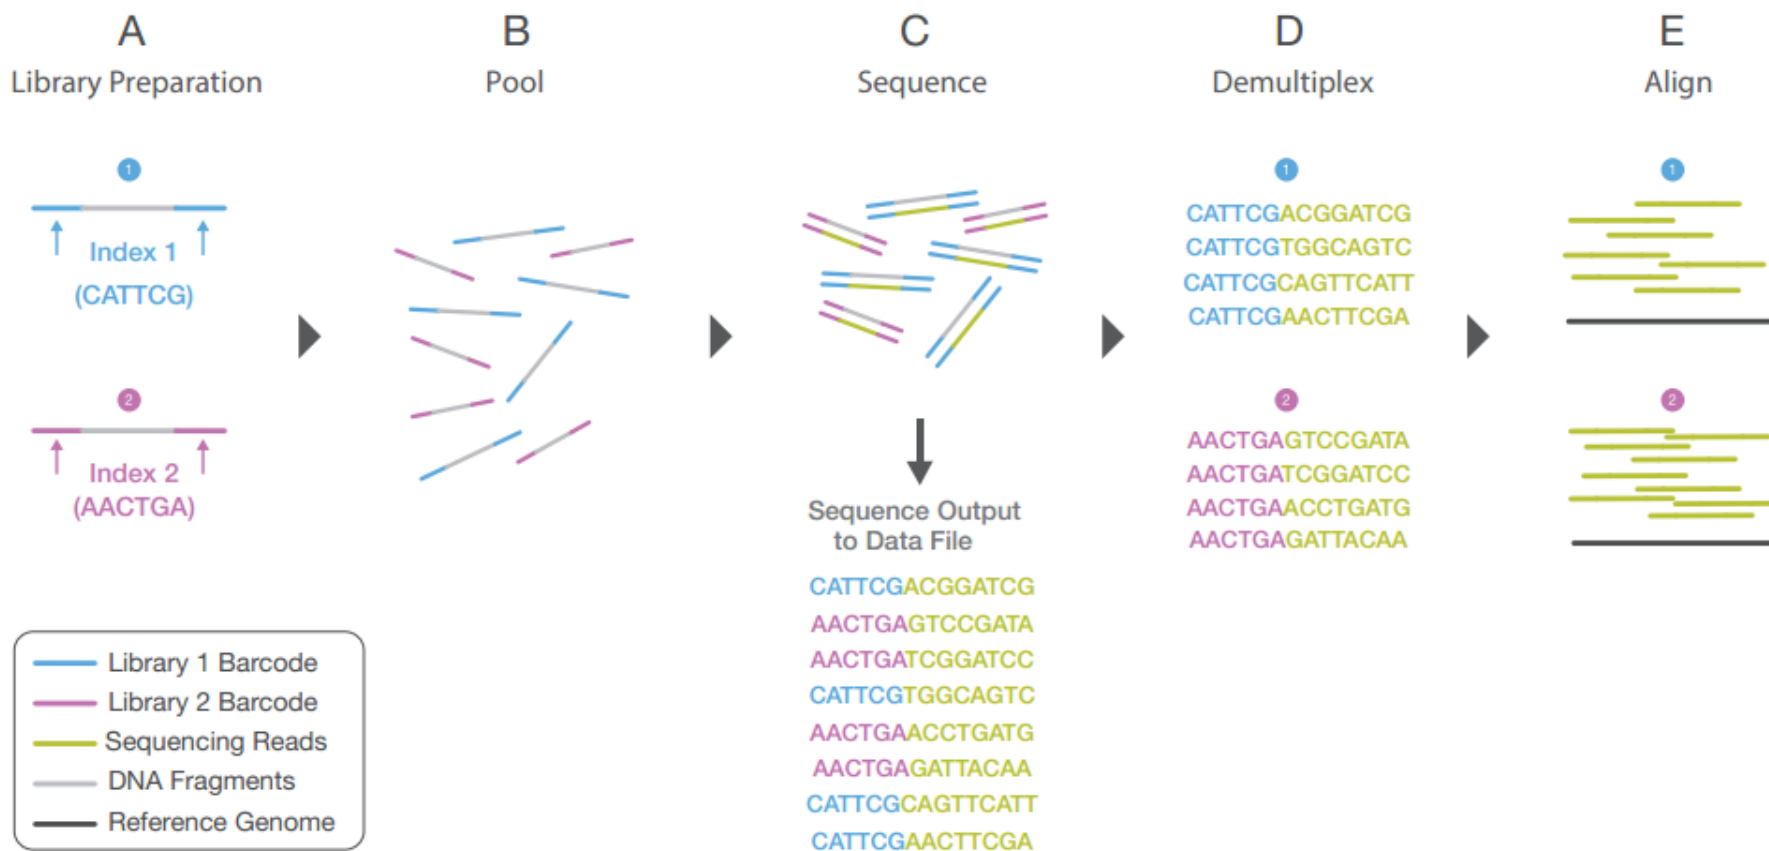 A
Library Preparation
1
Index 1
(CATTCG)
2
Index 2
(AACTGA)
Library 1 Barcode
Library 2 Barcode
Sequencing Reads
DNA Fragments
Reference Genome
B
Pool
C
Sequence
Sequence Output
to Data File
CATTCGACGGATCG
AACTGAGTCCGATA
AACTGATCGGATCC
CATTCGTGGCAGTC
AACTGAACCTGATG
AACTGAGATTACAA
CATTCGCAGTTCATT
CATTCGAACTTCGA
D
Demultiplex
1
CATTCGACGGATCG
CATTCGTGGCAGTC
CATTCGCAGTTCATT
CATTCGAACTTCGA
2
AACTGAGTCCGATA
AACTGATCGGATCC
AACTGAACCTGATG
AACTGAGATTACAA
E
Align
1
2